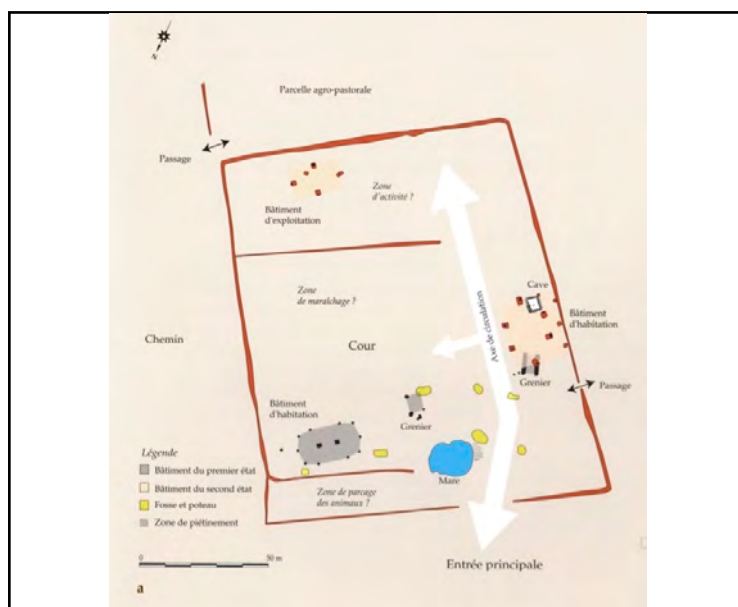 N
Parcelle agro-pastorale
Passage
Zone
d'activité ?
Bâtiment
d'exploitation
Cave
Zone
de maraîchage ?
Bâtiment
d'habitation
Axe de circulation
Chemin
Cour
Grenier
Passage
Bâtiment
d'habitation
Grenier
Légende
Bâtiment du premier état
Bâtiment du second état
Fosse et poteau
Zone de piétinement
Mare
Zone de parcage
des animaux ?
0
50 m
Entrée principale
a